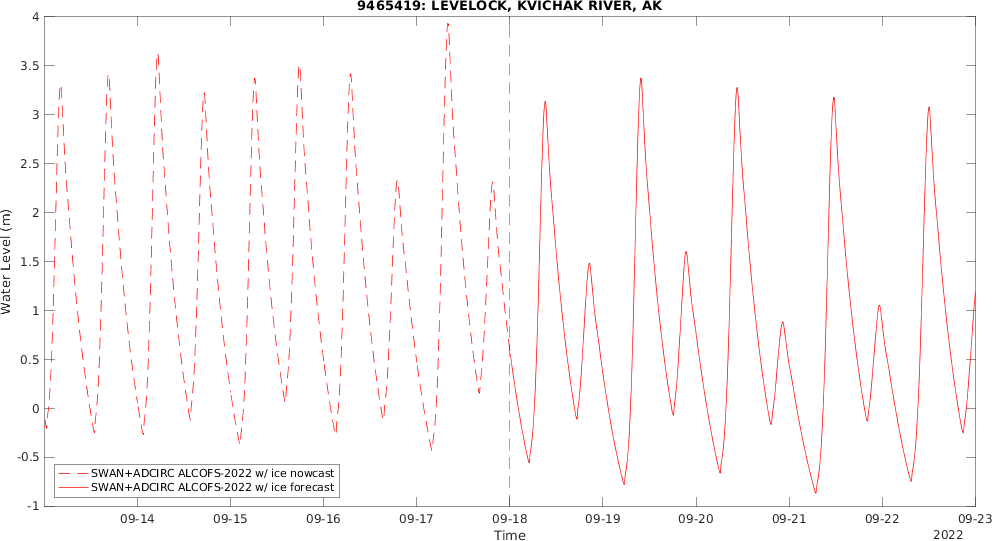 9465419: LEVELOCK, KVICHAK RIVER, AK
4
3.5
3
2.5
2
1.5
1
0.5
0
-0.5
-1
Water Level (m)
SWAN+ADCIRC ALCOFS-2022 w/ ice nowcast
SWAN+ADCIRC ALCOFS-2022 w/ ice forecast
09-14 09-15 09-16 09-17 09-18 09-19 09-20 09-21 09-22 09-23
Time
2022